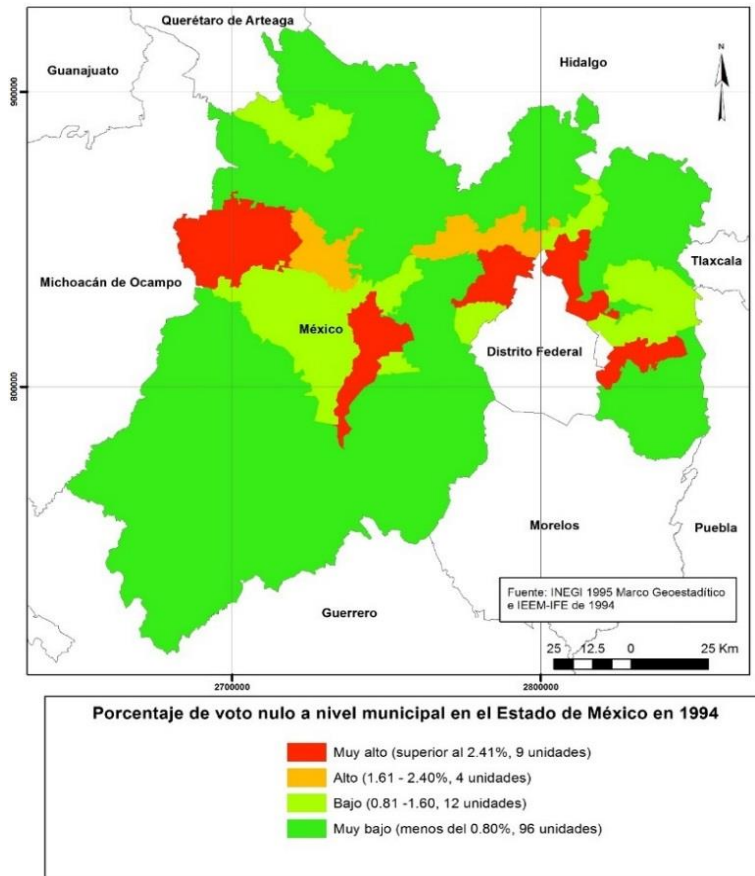 Querétaro de Arteaga
Guanajuato
Hidalgo
N
900000
Tlaxcala
Michoacán de Ocampo
México
Distrito Federal
800000
Morelos
Puebla
Fuente: INEGI 1995 Marco Geoestadítico
e IEEM-IFE de 1994
Guerrero
25 12.5 0 25 Km
2700000
2800000
Porcentaje de voto nulo a nivel municipal en el Estado de México en 1994
Muy alto (superior al 2.41%, 9 unidades)
Alto (1.61 - 2.40%, 4 unidades)
Bajo (0.81 -1.60, 12 unidades)
Muy bajo (menos del 0.80%, 96 unidades)